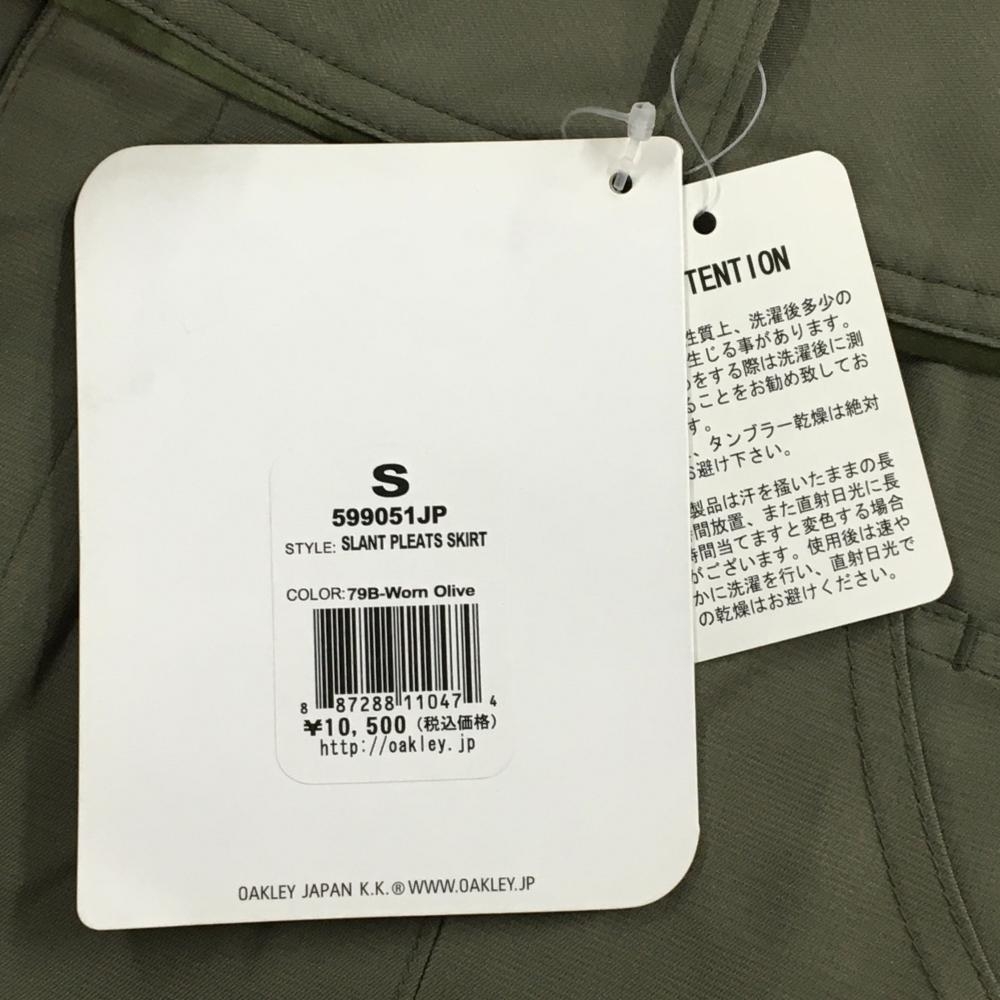 S
599051JP
STYLE: SLANT PLEATS SKIRT
COLOR:79B-Worn Olive
8 87288 11047 4
¥10,500 (税込価格)
http://oakley.jp
OAKLEY JAPAN K.K.® WWW.OAKLEY.JP
TENTION
性質上、洗濯後多少の
生じる事があります。
をする際は洗濯後に測
ことをお勧め致してお
す。
、タンブラー乾燥は絶対
お避け下さい。
製品は汗を掻いたままの長
間放置、また直射日光に長
時間当てますと変色する場合
がございます。使用後は速や
かに洗濯を行い、直射日光で
の乾燥はお避けください。